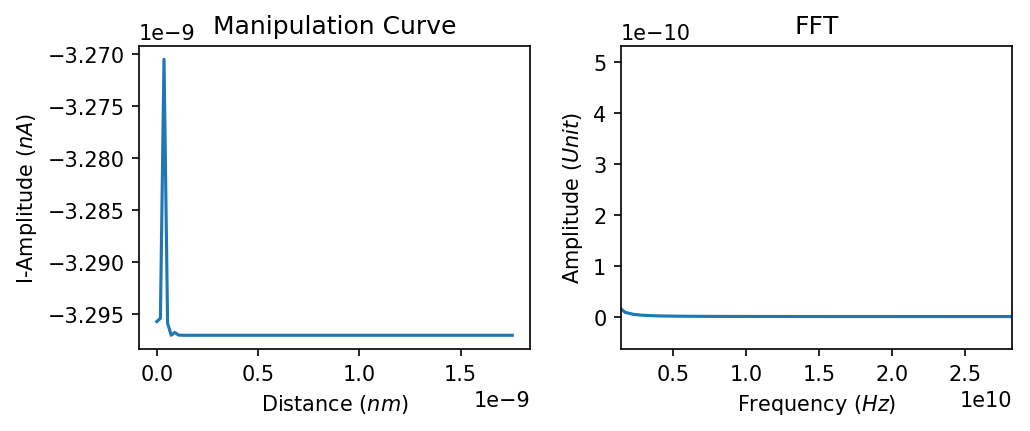 Manipulation Curve
1e−9
I-Amplitude (nA)
−3.270
−3.275
−3.280
−3.285
−3.290
−3.295
0.0 0.5 1.0 1.5
1e−9
Distance (nm)
FFT
1e−10
Amplitude (Unit)
5
4
3
2
1
0
0.5 1.0 1.5 2.0 2.5
1e10
Frequency (Hz)